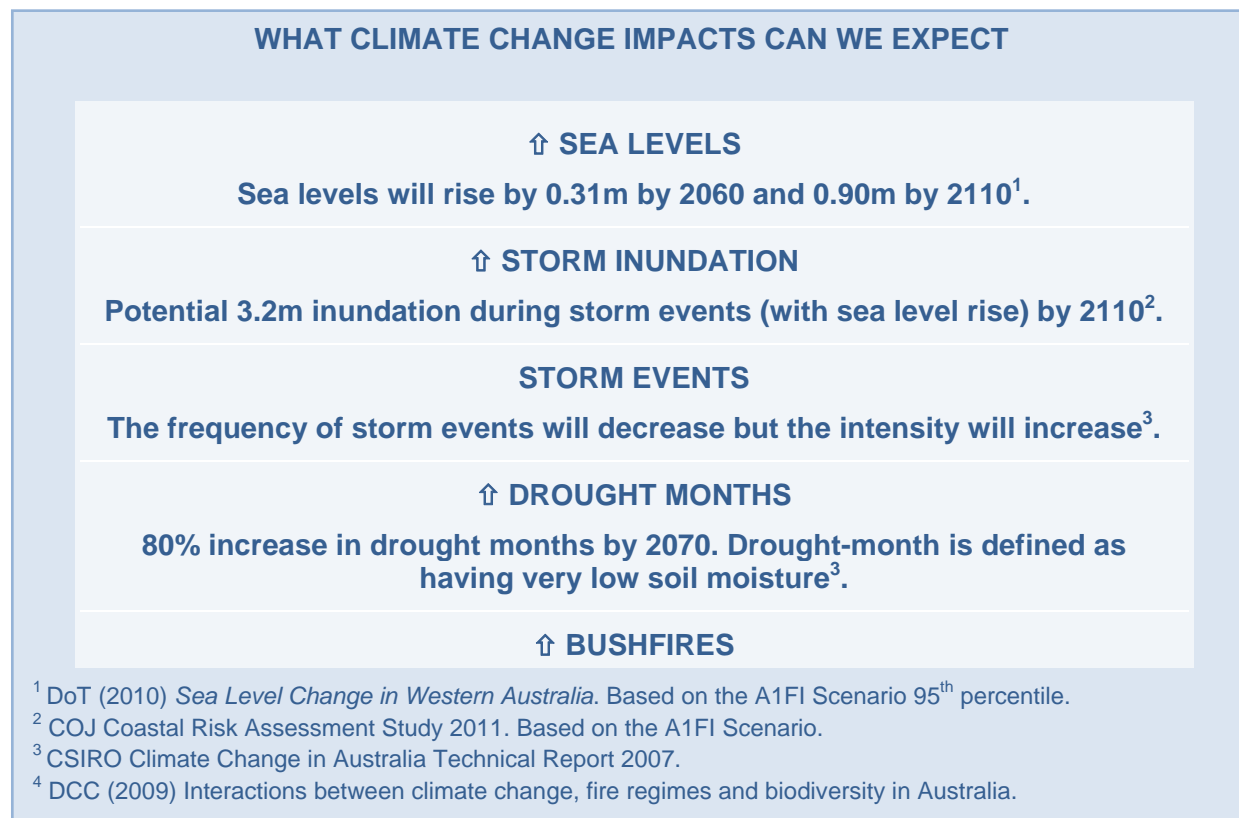 WHAT CLIMATE CHANGE IMPACTS CAN WE EXPECT
⇧ SEA LEVELS
Sea levels will rise by 0.31m by 2060 and 0.90m by 2110¹.
⇧ STORM INUNDATION
Potential 3.2m inundation during storm events (with sea level rise) by 2110².
STORM EVENTS
The frequency of storm events will decrease but the intensity will increase³.
⇧ DROUGHT MONTHS
80% increase in drought months by 2070. Drought-month is defined as
having very low soil moisture³.
⇧ BUSHFIRES
¹ DoT (2010) Sea Level Change in Western Australia. Based on the A1FI Scenario 95th percentile.
² COJ Coastal Risk Assessment Study 2011. Based on the A1FI Scenario.
³ CSIRO Climate Change in Australia Technical Report 2007.
⁴ DCC (2009) Interactions between climate change, fire regimes and biodiversity in Australia.